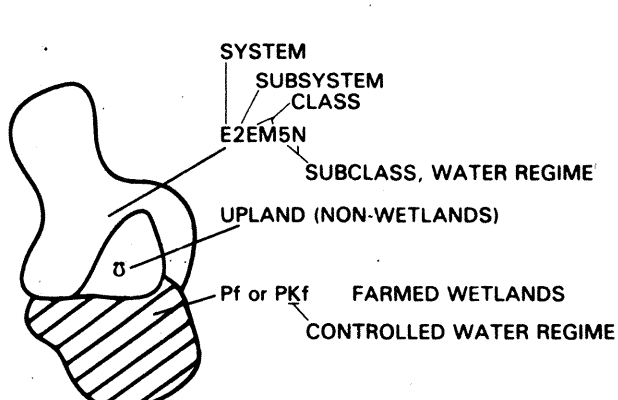 SYSTEM
SUBSYSTEM
CLASS
E2EM5N
SUBCLASS, WATER REGIME
UPLAND (NON-WETLANDS)
U
Pf or PKf FARMED WETLANDS
CONTROLLED WATER REGIME